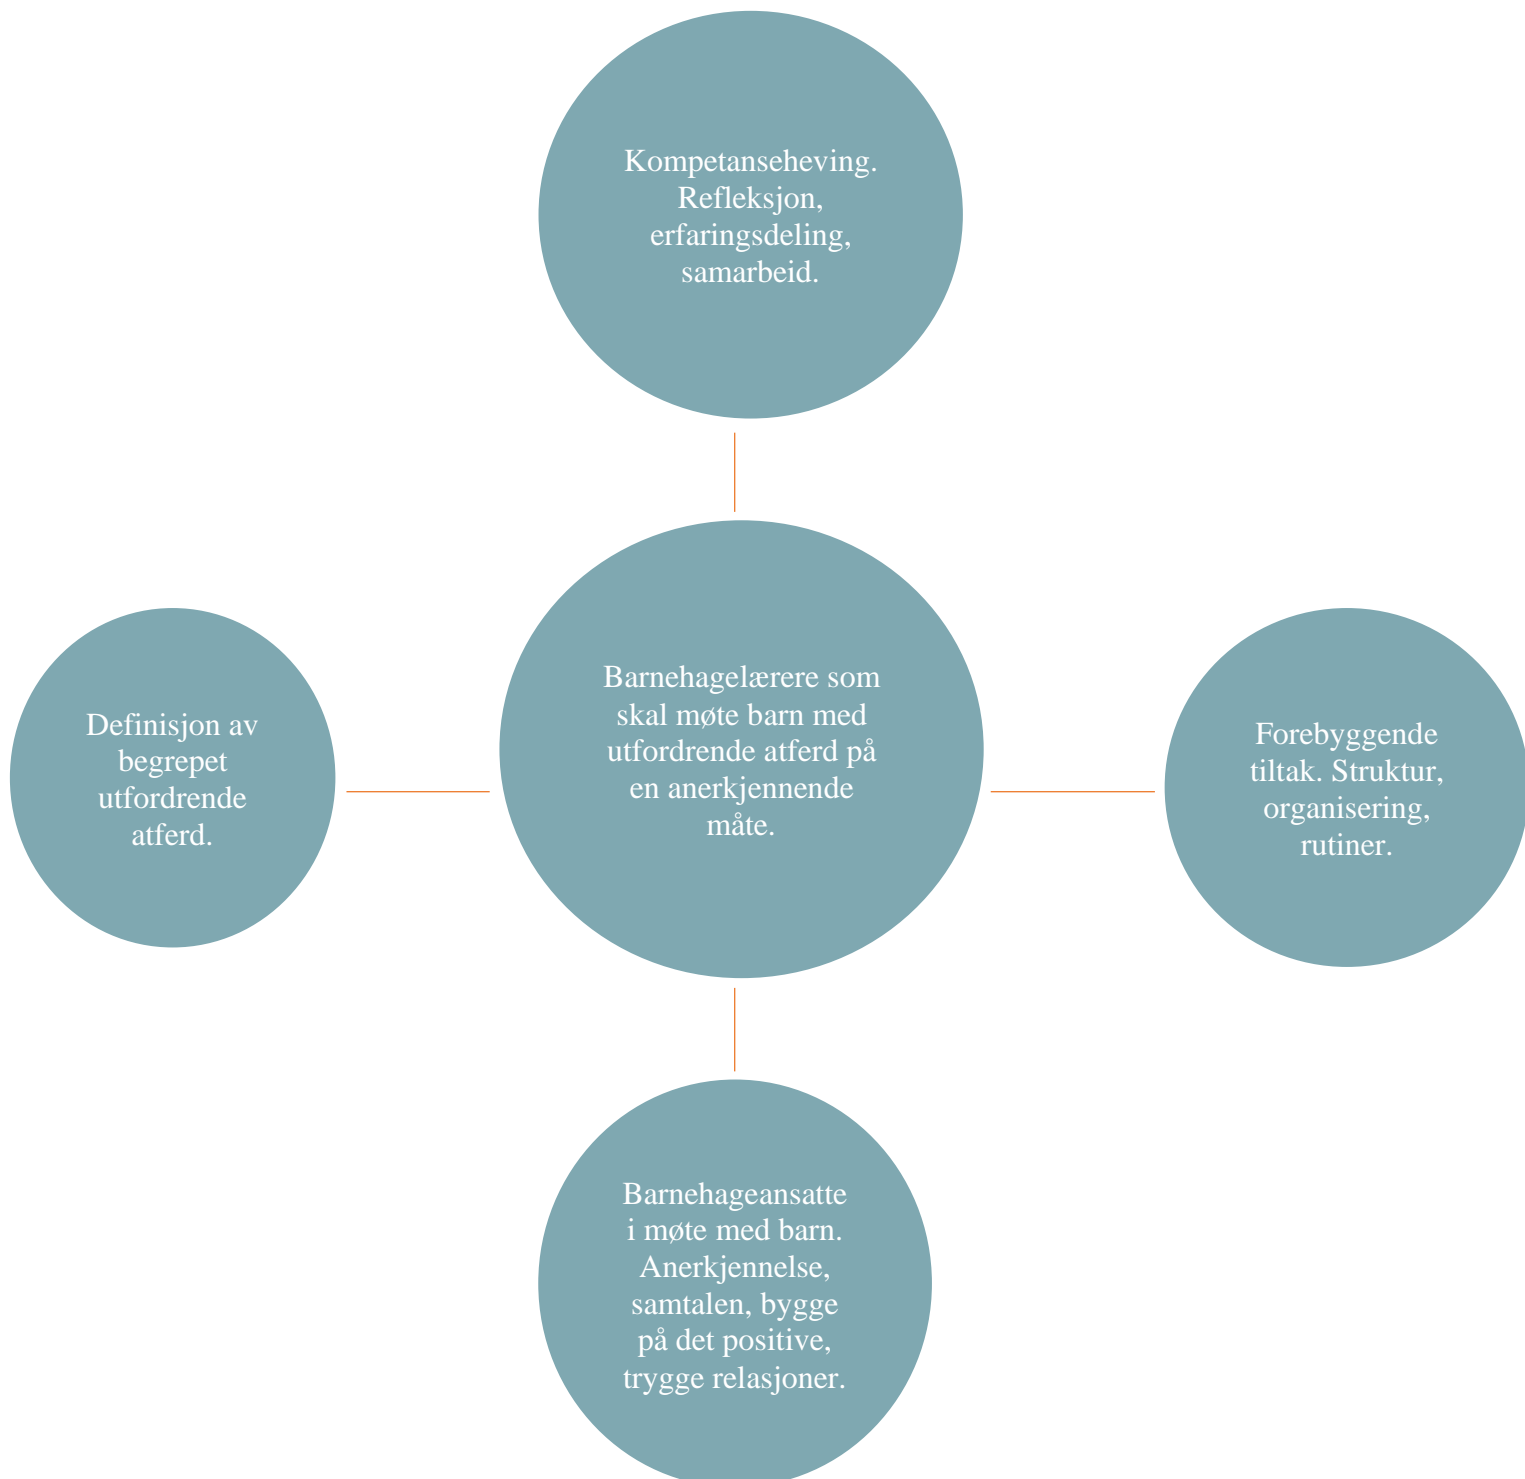 Kompetanseheving.
Refleksjon,
erfaringsdeling,
samarbeid.
Definisjon av
begrepet
utfordrende
atferd.
Barnehagelærere som
skal møte barn med
utfordrende atferd på
en anerkjennende
måte.
Forebyggende
tiltak. Struktur,
organisering,
rutiner.
Barnehageansatte
i møte med barn.
Anerkjennelse,
samtalen, bygge
på det positive,
trygge relasjoner.